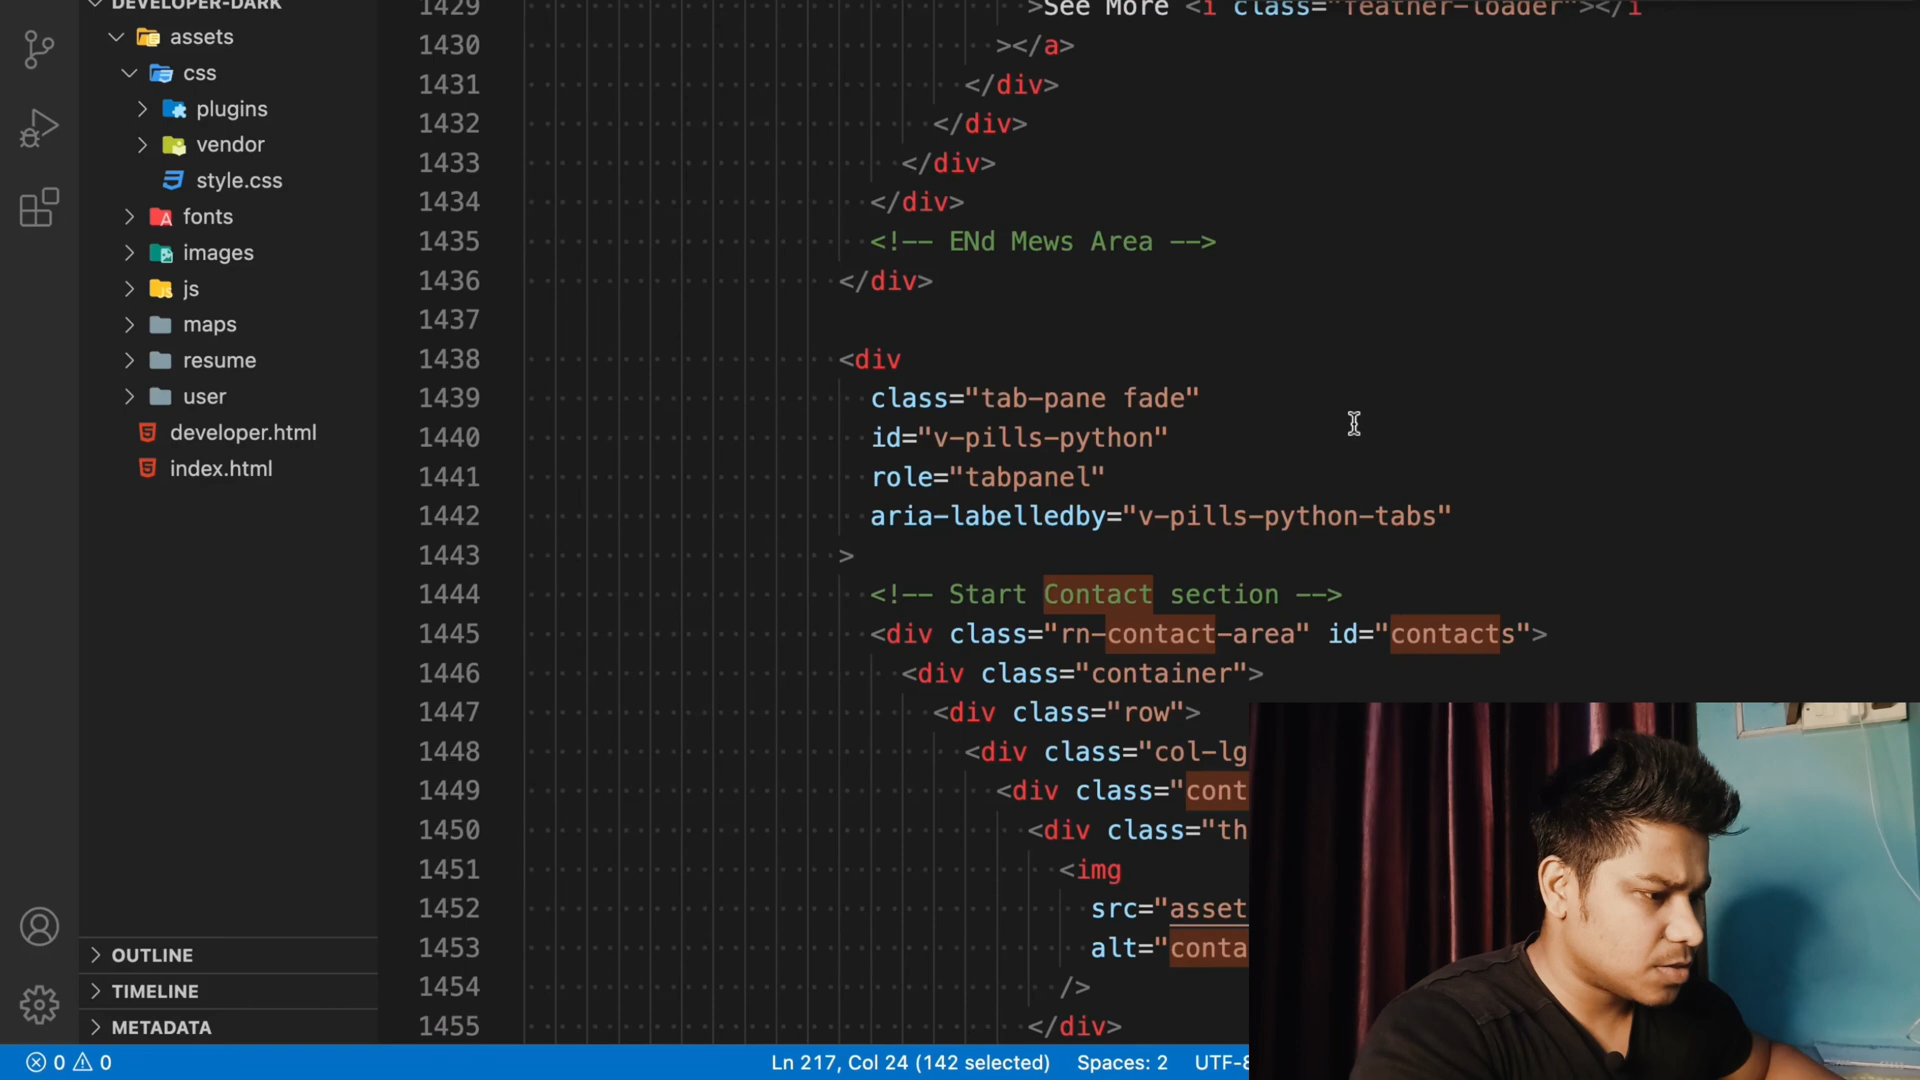 DEVELOPER-DARK
assets
css
plugins
vendor
style.css
fonts
images
js
maps
resume
user
developer.html
index.html
OUTLINE
TIMELINE
METADATA
1429 >See More <i class="feather-loader"></i
1430 ></a>
1431 </div>
1432 </div>
1433 </div>
1434 </div>
1435 <!-- ENd Mews Area -->
1436 </div>
1437
1438 <div
1439 class="tab-pane fade"
1440 id="v-pills-python"
1441 role="tabpanel"
1442 aria-labelledby="v-pills-python-tabs"
1443 >
1444 <!-- Start Contact section -->
1445 <div class="rn-contact-area" id="contacts">
1446 <div class="container">
1447 <div class="row">
1448 <div class="col-lg
1449 <div class="cont
1450 <div class="th
1451 <img
1452 src="asset
1453 alt="conta
1454 />
1455 </div>
0 0 Ln 217, Col 24 (142 selected) Spaces: 2 UTF-8